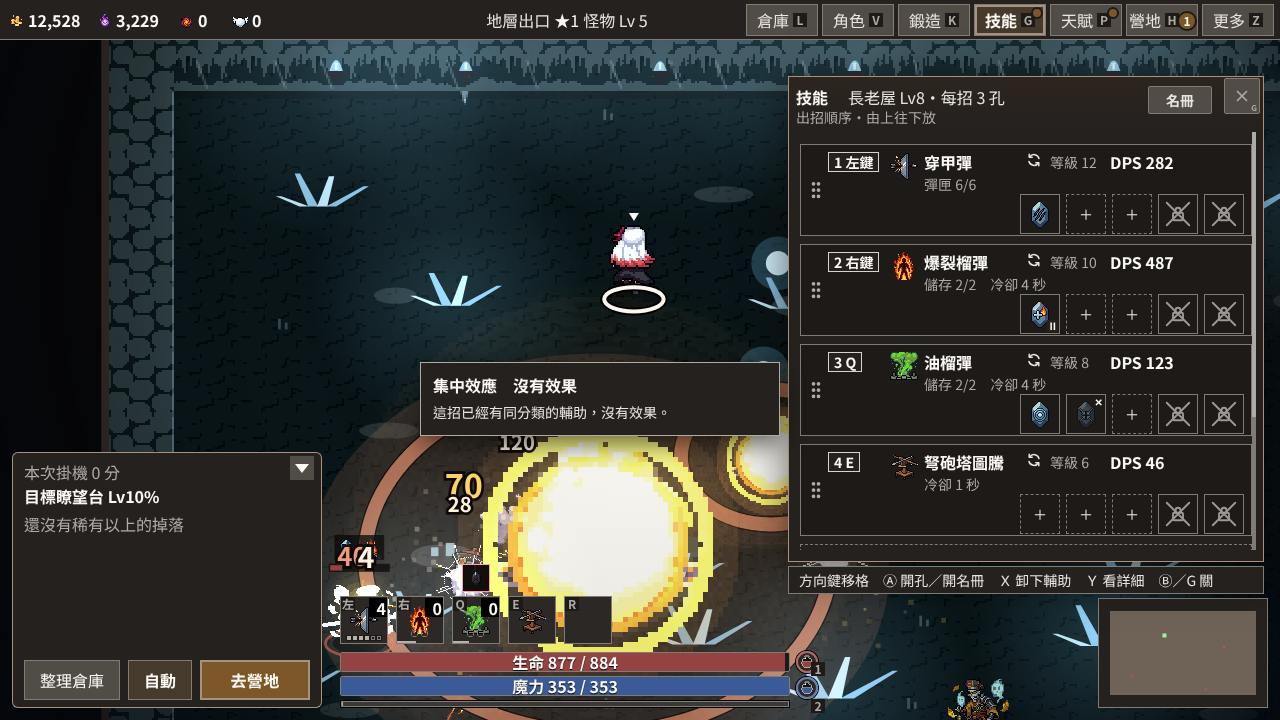 12,528 3,229 0 0
地層出口 ★1 怪物 Lv 5
倉庫 L 角色 V 鍛造 K 技能 G 天賦 P 營地 H 1 更多 Z
技能 長老屋 Lv8・每招 3 孔
出招順序・由上往下放
名冊
G
1 左鍵 穿甲彈 等級 12 DPS 282
彈匣 6/6
+ +
2 右鍵 爆裂榴彈 等級 10 DPS 487
儲存 2/2 冷卻 4 秒
II + +
3 Q 油榴彈 等級 8 DPS 123
儲存 2/2 冷卻 4 秒
+
4 E 弩砲塔圖騰 等級 6 DPS 46
冷卻 1 秒
+ + +
方向鍵移格 Ⓐ 開孔／開名冊 X 卸下輔助 Y 看詳細 Ⓑ／G 關
集中效應 沒有效果
這招已經有同分類的輔助，沒有效果。
120
70
28
4
本次掛機 0 分
目標瞭望台 Lv10%
還沒有稀有以上的掉落
整理倉庫 自動 去營地
左 4 右 0 Q 0 E R
生命 877 / 884
魔力 353 / 353
1
2